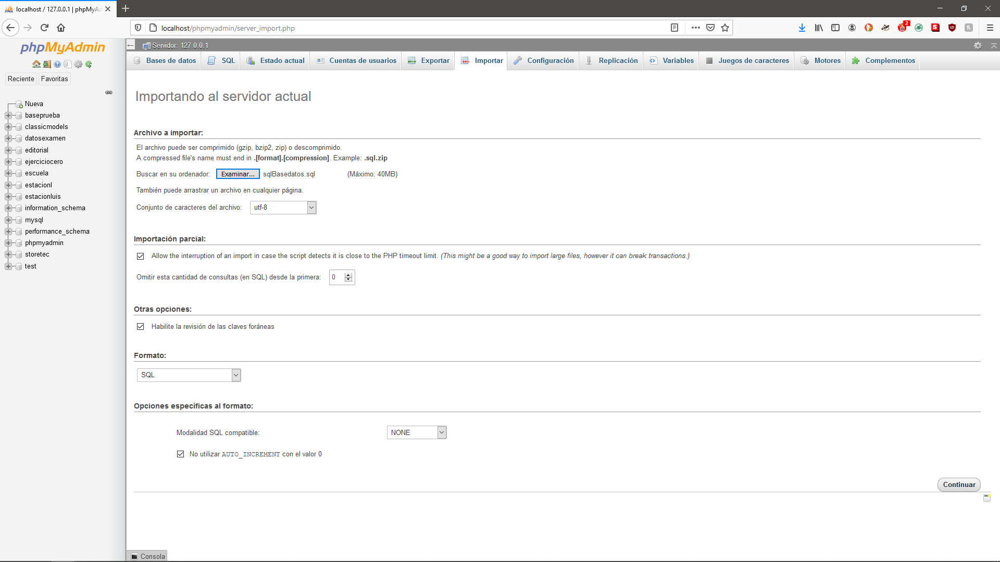 localhost / 127.0.0.1 | phpMyAd
localhost/phpmyadmin/server_import.php
2
phpMyAdmin
Reciente
Favoritas
Nueva
baseprueba
classicmodels
datosexamen
editorial
ejerciciocero
escuela
estacionl
estacionluis
information_schema
mysql
performance_schema
phpmyadmin
storetec
test
Servidor: 127.0.0.1
Bases de datos
SQL
Estado actual
Cuentas de usuarios
Exportar
Importar
Configuración
Replicación
Variables
Juegos de caracteres
Motores
Complementos
Importando al servidor actual
Archivo a importar:
El archivo puede ser comprimido (gzip, bzip2, zip) o descomprimido.
A compressed file's name must end in .[format].[compression]. Example: .sql.zip
Buscar en su ordenador: Examinar... sqlBasedatos.sql (Máximo: 40MB)
También puede arrastrar un archivo en cualquier página.
Conjunto de caracteres del archivo: utf-8
Importación parcial:
Allow the interruption of an import in case the script detects it is close to the PHP timeout limit. (This might be a good way to import large files, however it can break transactions.)
Omitir esta cantidad de consultas (en SQL) desde la primera: 0
Otras opciones:
Habilite la revisión de las claves foráneas
Formato:
SQL
Opciones específicas al formato:
Modalidad SQL compatible: NONE
No utilizar AUTO_INCREMENT con el valor 0
Continuar
Consola